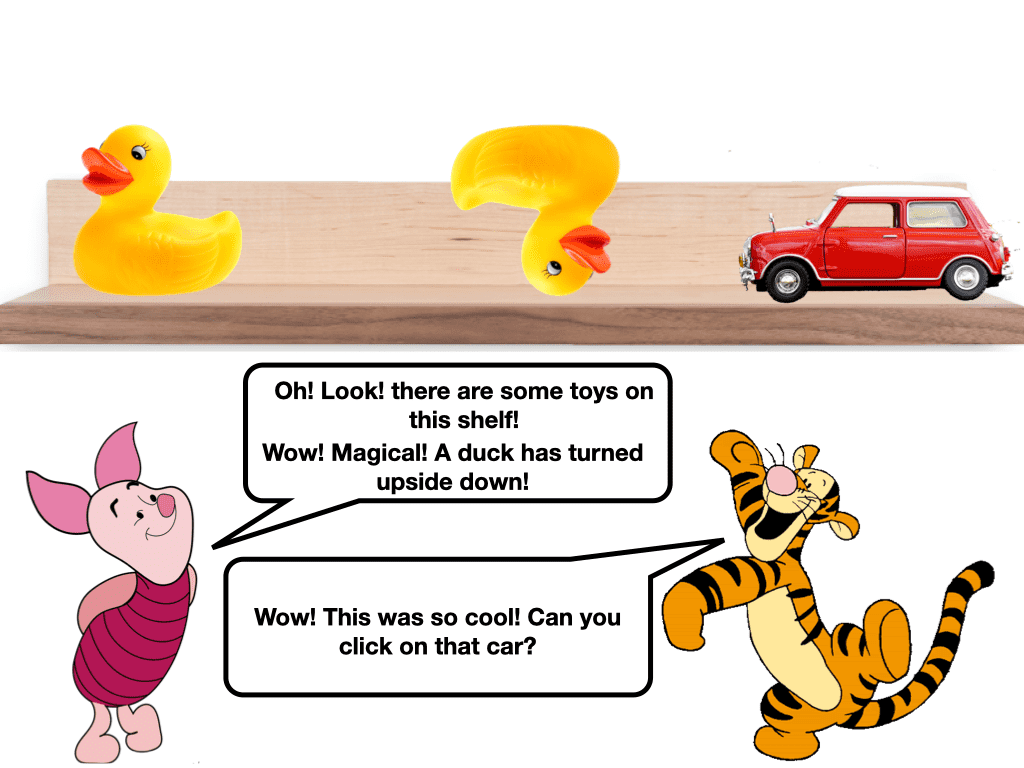 Oh! Look! there are some toys on
this shelf!
Wow! Magical! A duck has turned
upside down!
Wow! This was so cool! Can you
click on that car?